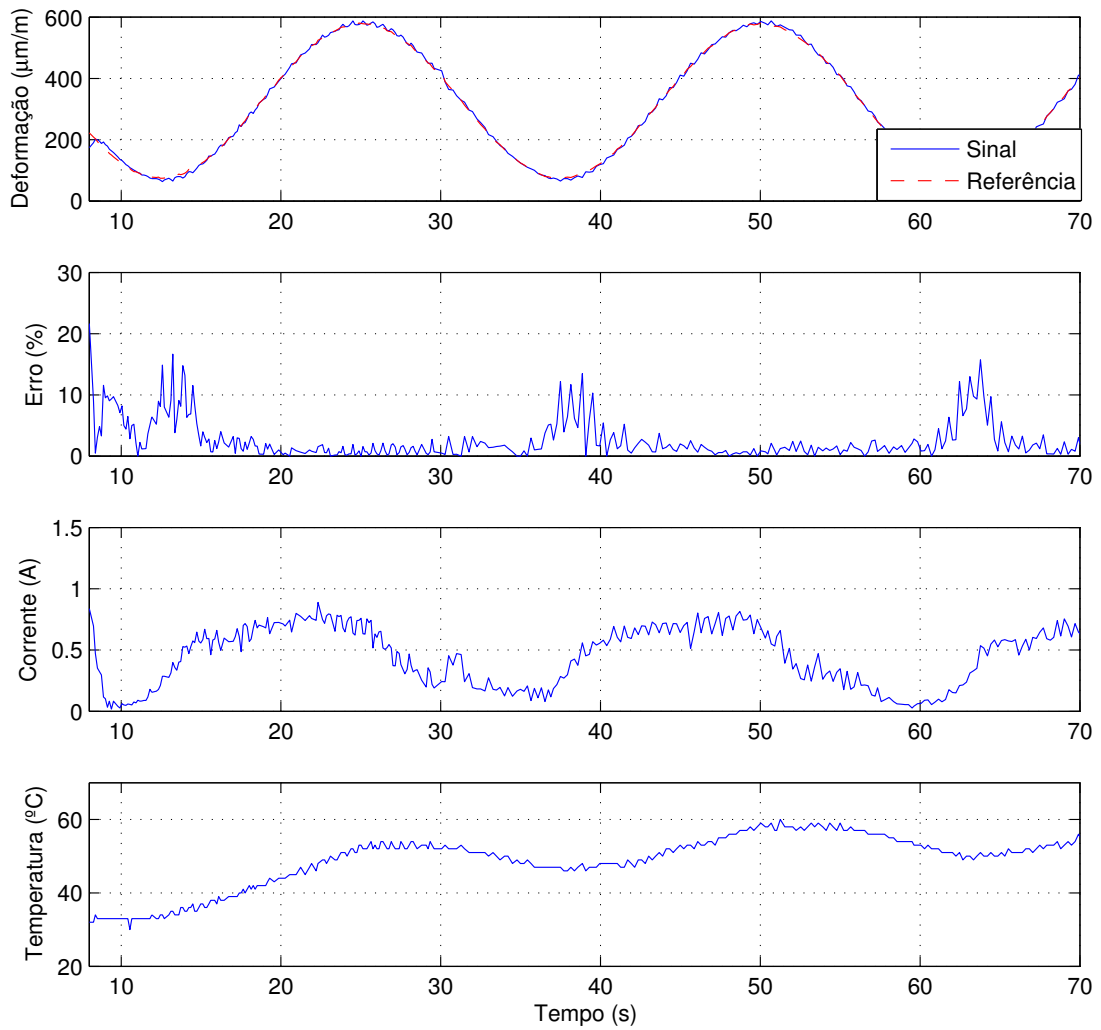 600
400
200
0
Deformação (μm/m)
10 20 30 40 50 60 70
Sinal
Referência
30
20
10
0
Erro (%)
10 20 30 40 50 60 70
1.5
1
0.5
0
Corrente (A)
10 20 30 40 50 60 70
60
40
20
Temperatura (ºC)
10 20 30 40 50 60 70
Tempo (s)